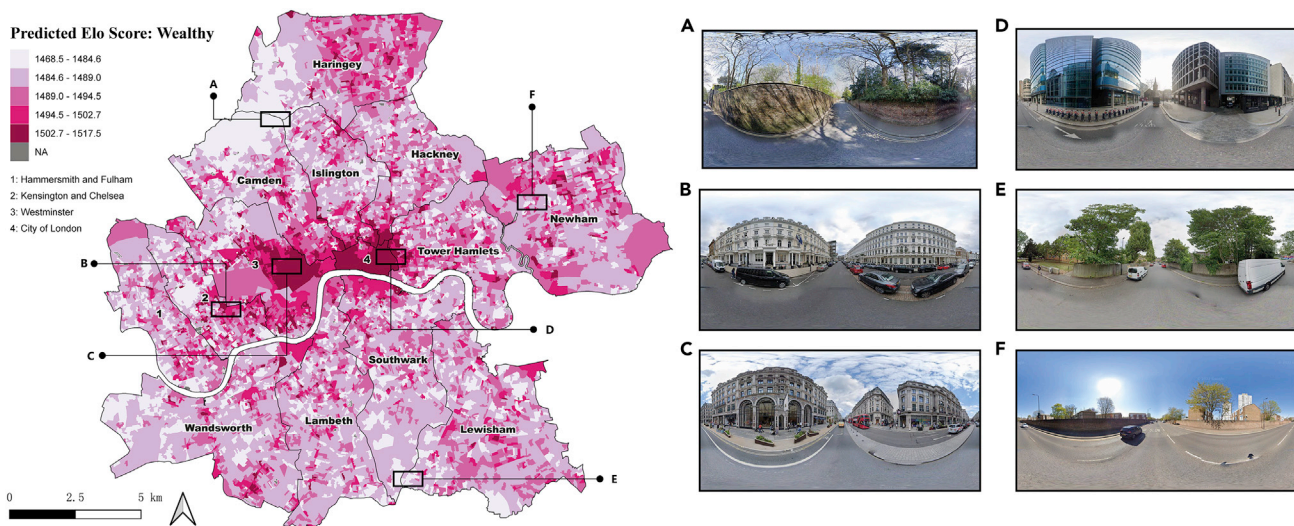 Predicted Elo Score: Wealthy
1468.5 - 1484.6
1484.6 - 1489.0
1489.0 - 1494.5
1494.5 - 1502.7
1502.7 - 1517.5
NA
1: Hammersmith and Fulham
2: Kensington and Chelsea
3: Westminster
4: City of London
A
B
C
Haringey
F
Hackney
Islington
Camden
Newham
Tower Hamlets
3
4
2
1
D
Southwark
Wandsworth
Lambeth
Lewisham
E
0 2.5 5 km
A
D
B
E
C
F